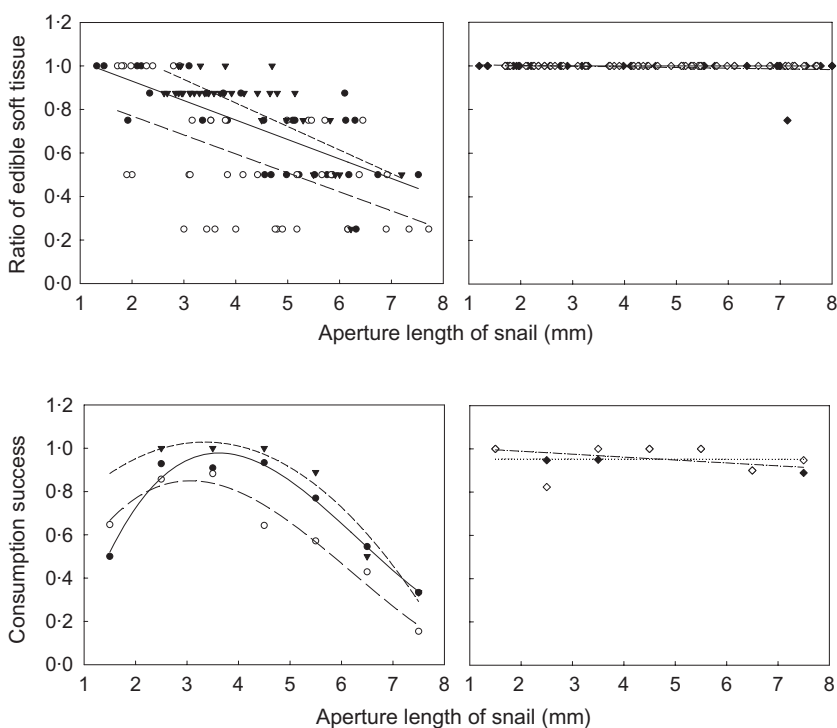 Ratio of edible soft tissue
1·2
1·0
0·8
0·6
0·4
0·2
0·0
1 2 3 4 5 6 7 8
1 2 3 4 5 6 7 8
Aperture length of snail (mm)
Consumption success
1·2
1·0
0·8
0·6
0·4
0·2
0·0
1 2 3 4 5 6 7 8
1 2 3 4 5 6 7 8
Aperture length of snail (mm)